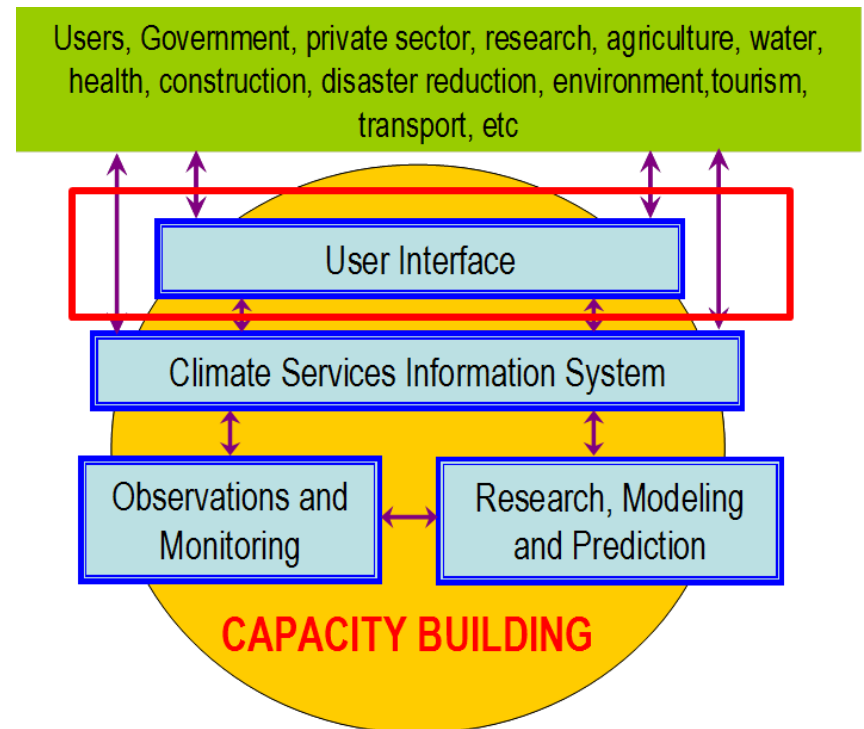 Users, Government, private sector, research, agriculture, water,
health, construction, disaster reduction, environment,tourism,
transport, etc
User Interface
Climate Services Information System
Observations and
Monitoring
Research, Modeling
and Prediction
CAPACITY BUILDING